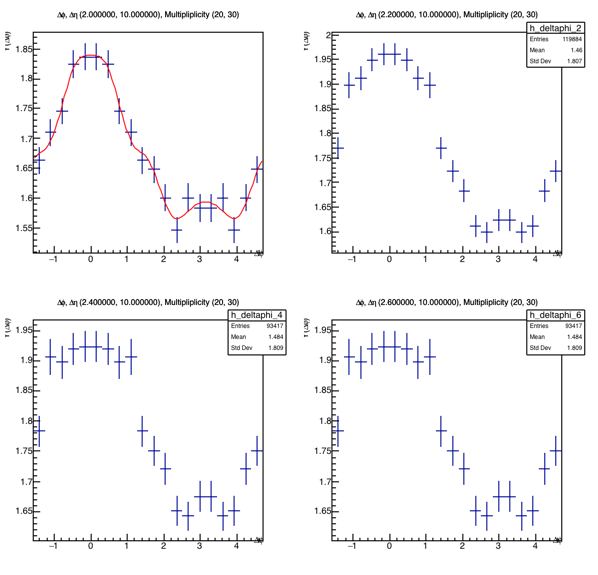 Δφ, Δη (2.000000, 10.000000), Multipliplicity (20, 30)
Δφ, Δη (2.200000, 10.000000), Multipliplicity (20, 30)
h_deltaphi_2
Entries 119884
Mean 1.46
Std Dev 1.807
1.85
1.8
1.75
1.7
1.65
1.6
1.55
−1 0 1 2 3 4
2
1.95
1.9
1.85
1.8
1.75
1.7
1.65
1.6
−1 0 1 2 3 4
Δφ, Δη (2.400000, 10.000000), Multipliplicity (20, 30)
h_deltaphi_4
Entries 93417
Mean 1.484
Std Dev 1.809
1.95
1.9
1.85
1.8
1.75
1.7
1.65
−1 0 1 2 3 4
Δφ, Δη (2.600000, 10.000000), Multipliplicity (20, 30)
h_deltaphi_6
Entries 93417
Mean 1.484
Std Dev 1.809
1.95
1.9
1.85
1.8
1.75
1.7
1.65
−1 0 1 2 3 4